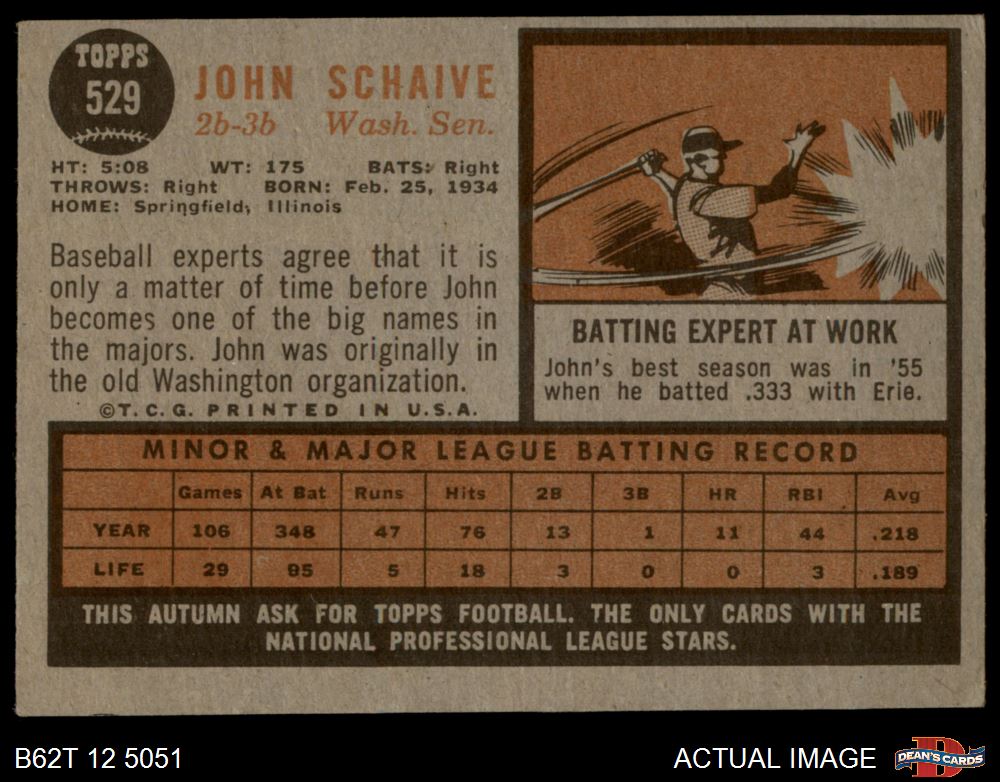 TOPPS
529
JOHN SCHAIVE
2b-3b Wash. Sen.
HT: 5:08 WT: 175 BATS: Right
THROWS: Right BORN: Feb. 25, 1934
HOME: Springfield, Illinois
Baseball experts agree that it is
only a matter of time before John
becomes one of the big names in
the majors. John was originally in
the old Washington organization.
©T. C. G. PRINTED IN U. S. A.
BATTING EXPERT AT WORK
John's best season was in '55
when he batted .333 with Erie.
MINOR & MAJOR LEAGUE BATTING RECORD
Games At Bat Runs Hits 2B 3B HR RBI Avg
YEAR 106 348 47 76 13 1 11 44 .218
LIFE 29 95 5 18 3 0 0 3 .189
THIS AUTUMN ASK FOR TOPPS FOOTBALL. THE ONLY CARDS WITH THE
NATIONAL PROFESSIONAL LEAGUE STARS.
B62T 12 5051 ACTUAL IMAGE DEAN'S CARDS